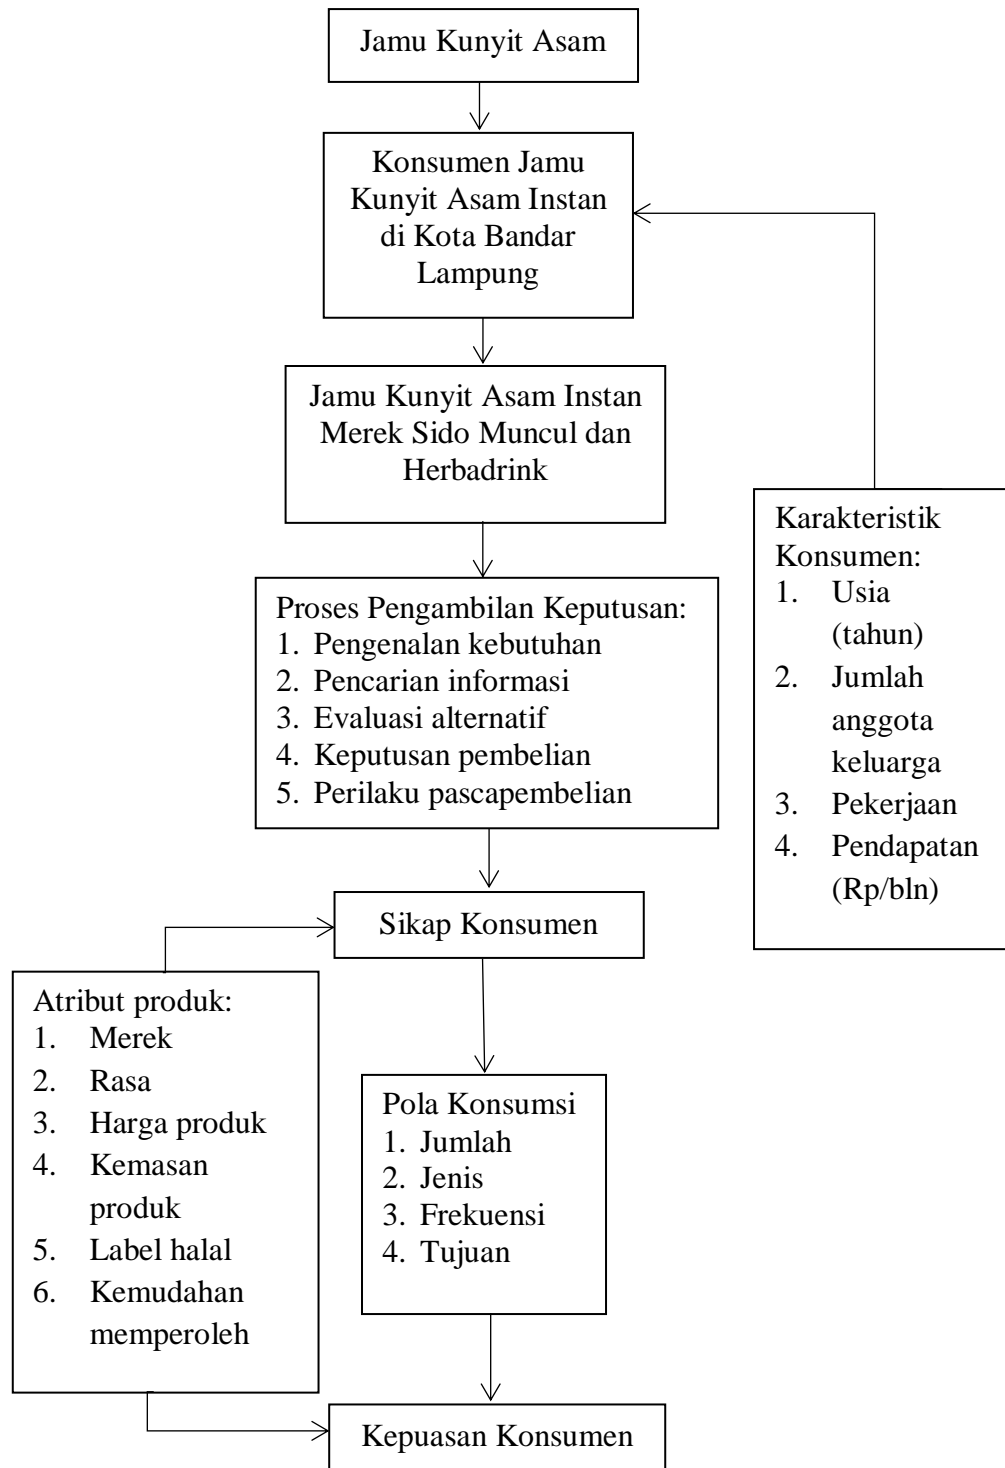 Jamu Kunyit Asam
Konsumen Jamu
Kunyit Asam Instan
di Kota Bandar
Lampung
Jamu Kunyit Asam Instan
Merek Sido Muncul dan
Herbadrink
Karakteristik
Konsumen:
1. Usia
(tahun)
2. Jumlah
anggota
keluarga
3. Pekerjaan
4. Pendapatan
(Rp/bln)
Proses Pengambilan Keputusan:
1. Pengenalan kebutuhan
2. Pencarian informasi
3. Evaluasi alternatif
4. Keputusan pembelian
5. Perilaku pascapembelian
Sikap Konsumen
Atribut produk:
1. Merek
2. Rasa
3. Harga produk
4. Kemasan
produk
5. Label halal
6. Kemudahan
memperoleh
Pola Konsumsi
1. Jumlah
2. Jenis
3. Frekuensi
4. Tujuan
Kepuasan Konsumen